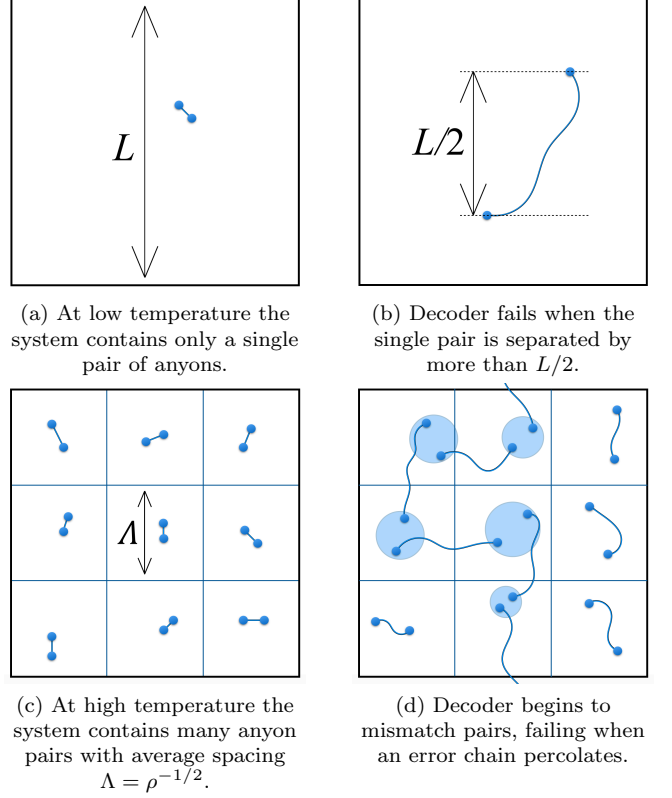 L
L/2
(a) At low temperature the
system contains only a single
pair of anyons.
(b) Decoder fails when the
single pair is separated by
more than L/2.
Λ
(c) At high temperature the
system contains many anyon
pairs with average spacing
Λ = ρ⁻¹/².
(d) Decoder begins to
mismatch pairs, failing when
an error chain percolates.